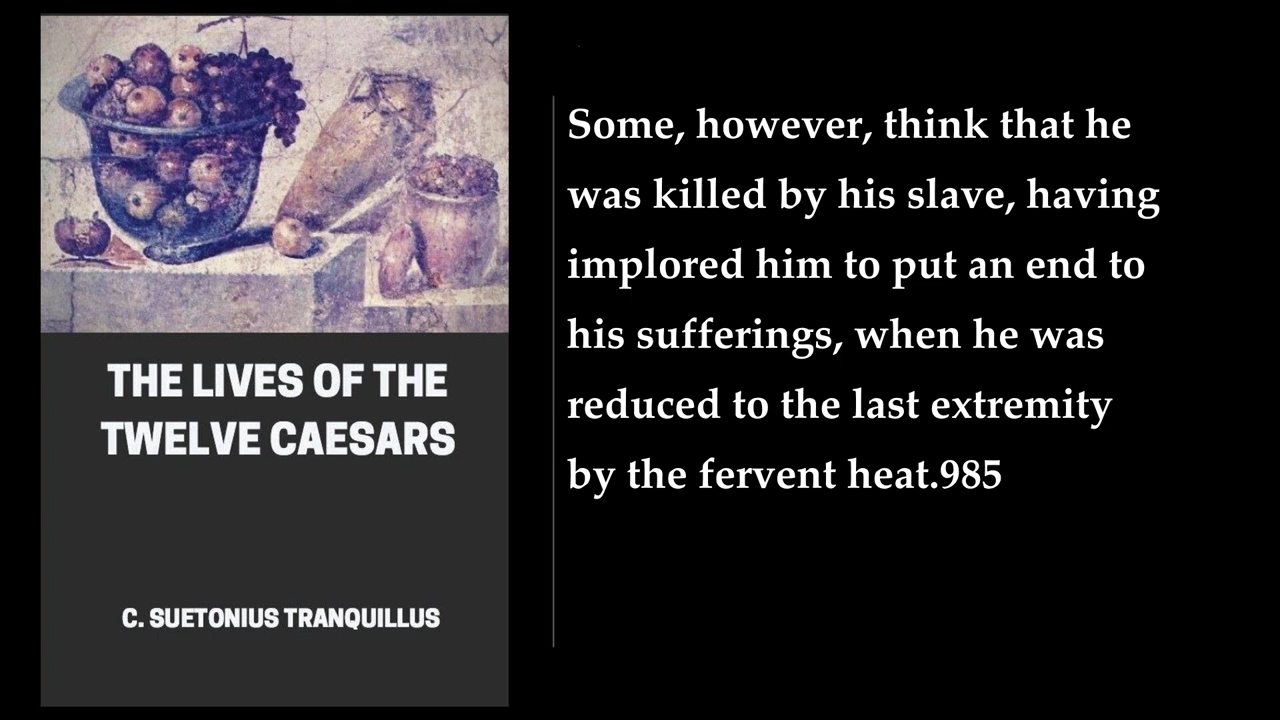 THE LIVES OF THE
TWELVE CAESARS
C. SUETONIUS TRANQUILLUS
Some, however, think that he
was killed by his slave, having
implored him to put an end to
his sufferings, when he was
reduced to the last extremity
by the fervent heat.985